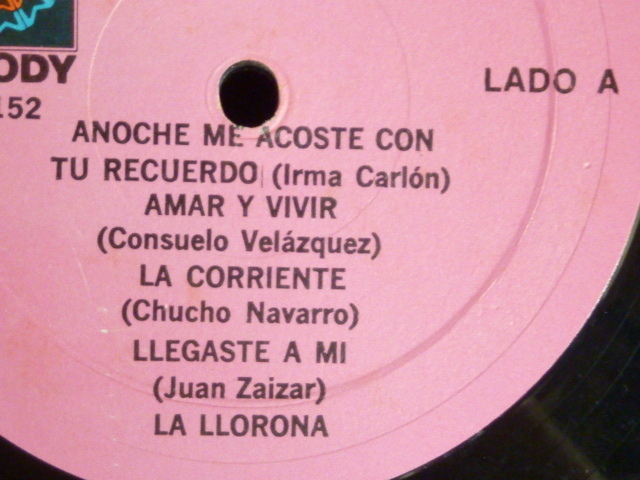 ODY
152
LADO A
ANOCHE ME ACOSTE CON
TU RECUERDO (Irma Carlón)
AMAR Y VIVIR
(Consuelo Velázquez)
LA CORRIENTE
(Chucho Navarro)
LLEGASTE A MI
(Juan Zaizar)
LA LLORONA